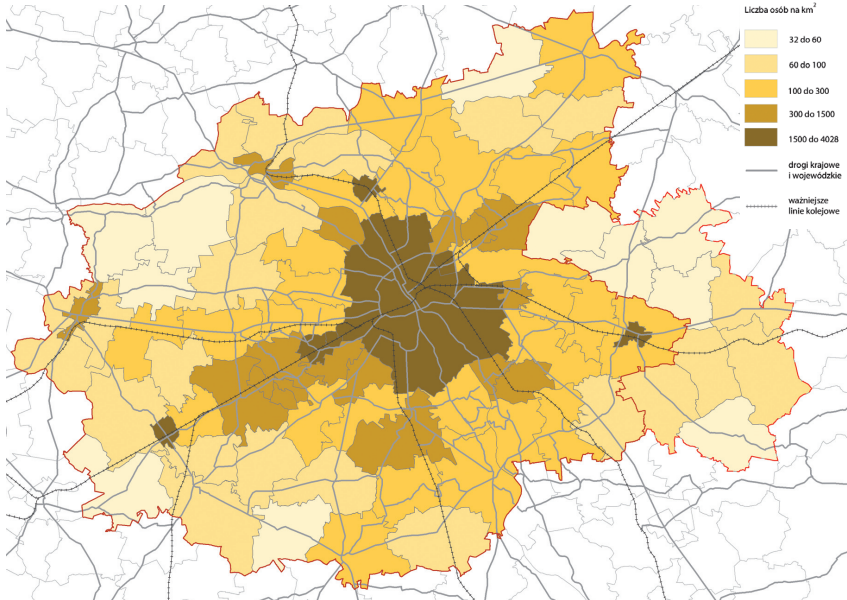 Liczba osób na km²
32 do 60
60 do 100
100 do 300
300 do 1500
1500 do 4028
drogi krajowe
i wojewódzkie
ważniejsze
linie kolejowe